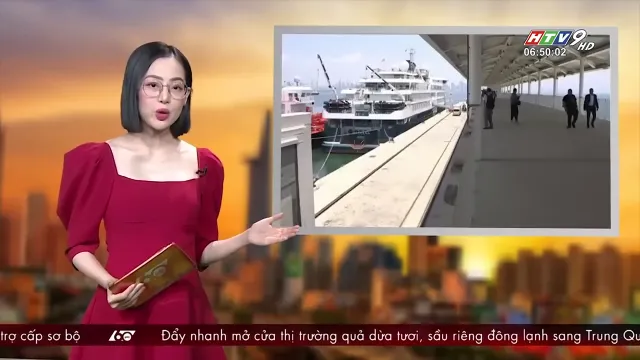 HTV9 HD
06:50:02
trợ cấp sơ bộ 60 Đẩy nhanh mở cửa thị trường quả dừa tươi, sầu riêng đông lạnh sang Trung Qu